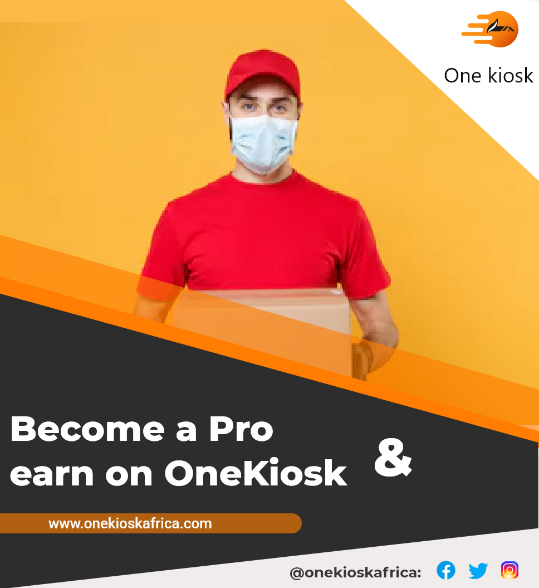 One kiosk
Become a Pro
&
earn on OneKiosk
www.onekioskafrica.com
@onekioskafrica: